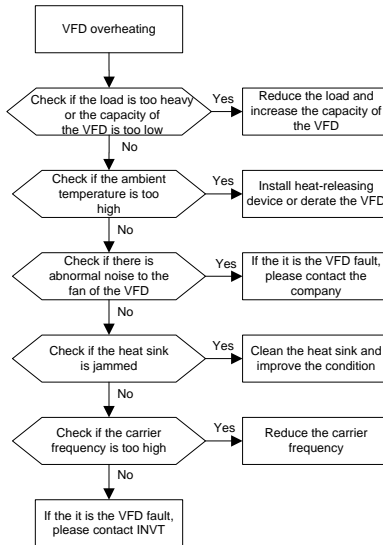 VFD overheating
Check if the load is too heavy
or the capacity of
the VFD is too low
Yes
Reduce the load and
increase the capacity of
the VFD
No
Check if the ambient
temperature is too
high
Yes
Install heat-releasing
device or derate the VFD
No
Check if there is
abnormal noise to the
fan of the VFD
Yes
If the it is the VFD fault,
please contact the
company
No
Check if the heat sink
is jammed
Yes
Clean the heat sink and
improve the condition
No
Check if the carrier
frequency is too high
Yes
Reduce the carrier
frequency
No
If the it is the VFD fault,
please contact INVT